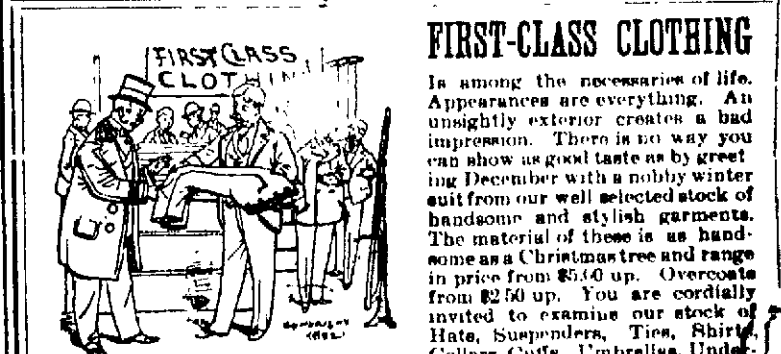 FIRST CLASS
CLOTHING
FIRST-CLASS CLOTHING
Is among the necessaries of life.
Appearances are everything. An
unsightly exterior creates a bad
impression. There is no way you
can show as good taste as by greet
ing December with a nobby winter
suit from our well selected stock of
handsome and stylish garments.
The material of these is as hand-
some as a Christmas tree and range
in price from $5.00 up. Overcoats
from $2 50 up. You are cordially
invited to examine our stock of
Hats, Suspenders, Ties, Shirts,
Collars, Cuffs, Umbrellas, Under-